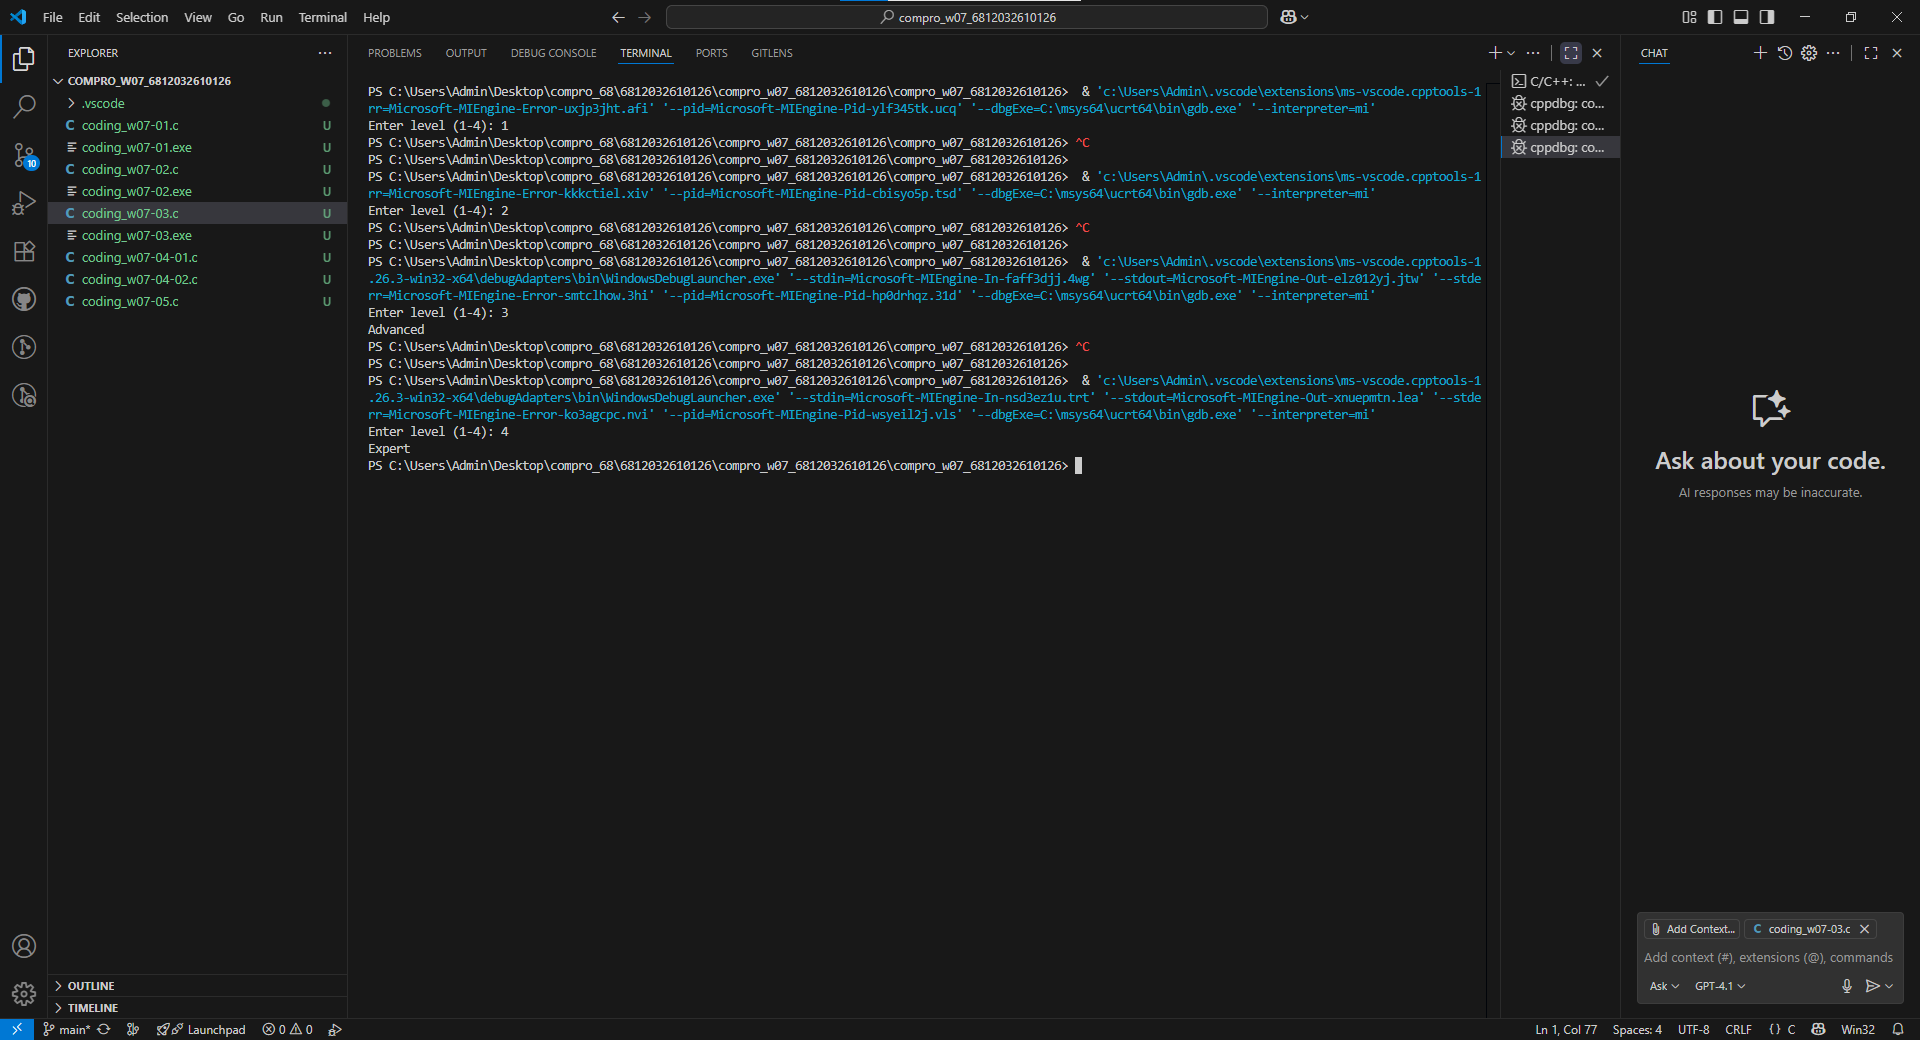 File Edit Selection View Go Run Terminal Help
compro_w07_6812032610126
EXPLORER
COMPRO_W07_6812032610126
.vscode
C coding_w07-01.c U
coding_w07-01.exe U
C coding_w07-02.c U
coding_w07-02.exe U
C coding_w07-03.c U
coding_w07-03.exe U
C coding_w07-04-01.c U
C coding_w07-04-02.c U
C coding_w07-05.c U
10
OUTLINE
TIMELINE
PROBLEMS OUTPUT DEBUG CONSOLE TERMINAL PORTS GITLENS
PS C:\Users\Admin\Desktop\compro_68\6812032610126\compro_w07_6812032610126\compro_w07_6812032610126> & 'c:\Users\Admin\.vscode\extensions\ms-vscode.cpptools-1
rr=Microsoft-MIEngine-Error-uxjp3jht.afi' '--pid=Microsoft-MIEngine-Pid-ylf345tk.ucq' '--dbgExe=C:\msys64\ucrt64\bin\gdb.exe' '--interpreter=mi'
Enter level (1-4): 1
PS C:\Users\Admin\Desktop\compro_68\6812032610126\compro_w07_6812032610126\compro_w07_6812032610126> ^C
PS C:\Users\Admin\Desktop\compro_68\6812032610126\compro_w07_6812032610126\compro_w07_6812032610126>
PS C:\Users\Admin\Desktop\compro_68\6812032610126\compro_w07_6812032610126\compro_w07_6812032610126> & 'c:\Users\Admin\.vscode\extensions\ms-vscode.cpptools-1
rr=Microsoft-MIEngine-Error-kkkctiel.xiv' '--pid=Microsoft-MIEngine-Pid-cbisyo5p.tsd' '--dbgExe=C:\msys64\ucrt64\bin\gdb.exe' '--interpreter=mi'
Enter level (1-4): 2
PS C:\Users\Admin\Desktop\compro_68\6812032610126\compro_w07_6812032610126\compro_w07_6812032610126> ^C
PS C:\Users\Admin\Desktop\compro_68\6812032610126\compro_w07_6812032610126\compro_w07_6812032610126>
PS C:\Users\Admin\Desktop\compro_68\6812032610126\compro_w07_6812032610126\compro_w07_6812032610126> & 'c:\Users\Admin\.vscode\extensions\ms-vscode.cpptools-1
.26.3-win32-x64\debugAdapters\bin\WindowsDebugLauncher.exe' '--stdin=Microsoft-MIEngine-In-faff3djj.4wg' '--stdout=Microsoft-MIEngine-Out-elz012yj.jtw' '--stde
rr=Microsoft-MIEngine-Error-smtclhow.3hi' '--pid=Microsoft-MIEngine-Pid-hp0drhqz.31d' '--dbgExe=C:\msys64\ucrt64\bin\gdb.exe' '--interpreter=mi'
Enter level (1-4): 3
Advanced
PS C:\Users\Admin\Desktop\compro_68\6812032610126\compro_w07_6812032610126\compro_w07_6812032610126> ^C
PS C:\Users\Admin\Desktop\compro_68\6812032610126\compro_w07_6812032610126\compro_w07_6812032610126>
PS C:\Users\Admin\Desktop\compro_68\6812032610126\compro_w07_6812032610126\compro_w07_6812032610126> & 'c:\Users\Admin\.vscode\extensions\ms-vscode.cpptools-1
.26.3-win32-x64\debugAdapters\bin\WindowsDebugLauncher.exe' '--stdin=Microsoft-MIEngine-In-nsd3ez1u.trt' '--stdout=Microsoft-MIEngine-Out-xnuepmtn.lea' '--stde
rr=Microsoft-MIEngine-Error-ko3agcpc.nvi' '--pid=Microsoft-MIEngine-Pid-wsyeil2j.vls' '--dbgExe=C:\msys64\ucrt64\bin\gdb.exe' '--interpreter=mi'
Enter level (1-4): 4
Expert
PS C:\Users\Admin\Desktop\compro_68\6812032610126\compro_w07_6812032610126\compro_w07_6812032610126>
C/C++: ...
cppdbg: co...
cppdbg: co...
cppdbg: co...
CHAT
Ask about your code.
AI responses may be inaccurate.
Add Context... C coding_w07-03.c
Add context (#), extensions (@), commands
Ask GPT-4.1
main* Launchpad 0 0
Ln 1, Col 77 Spaces: 4 UTF-8 CRLF {} C Win32